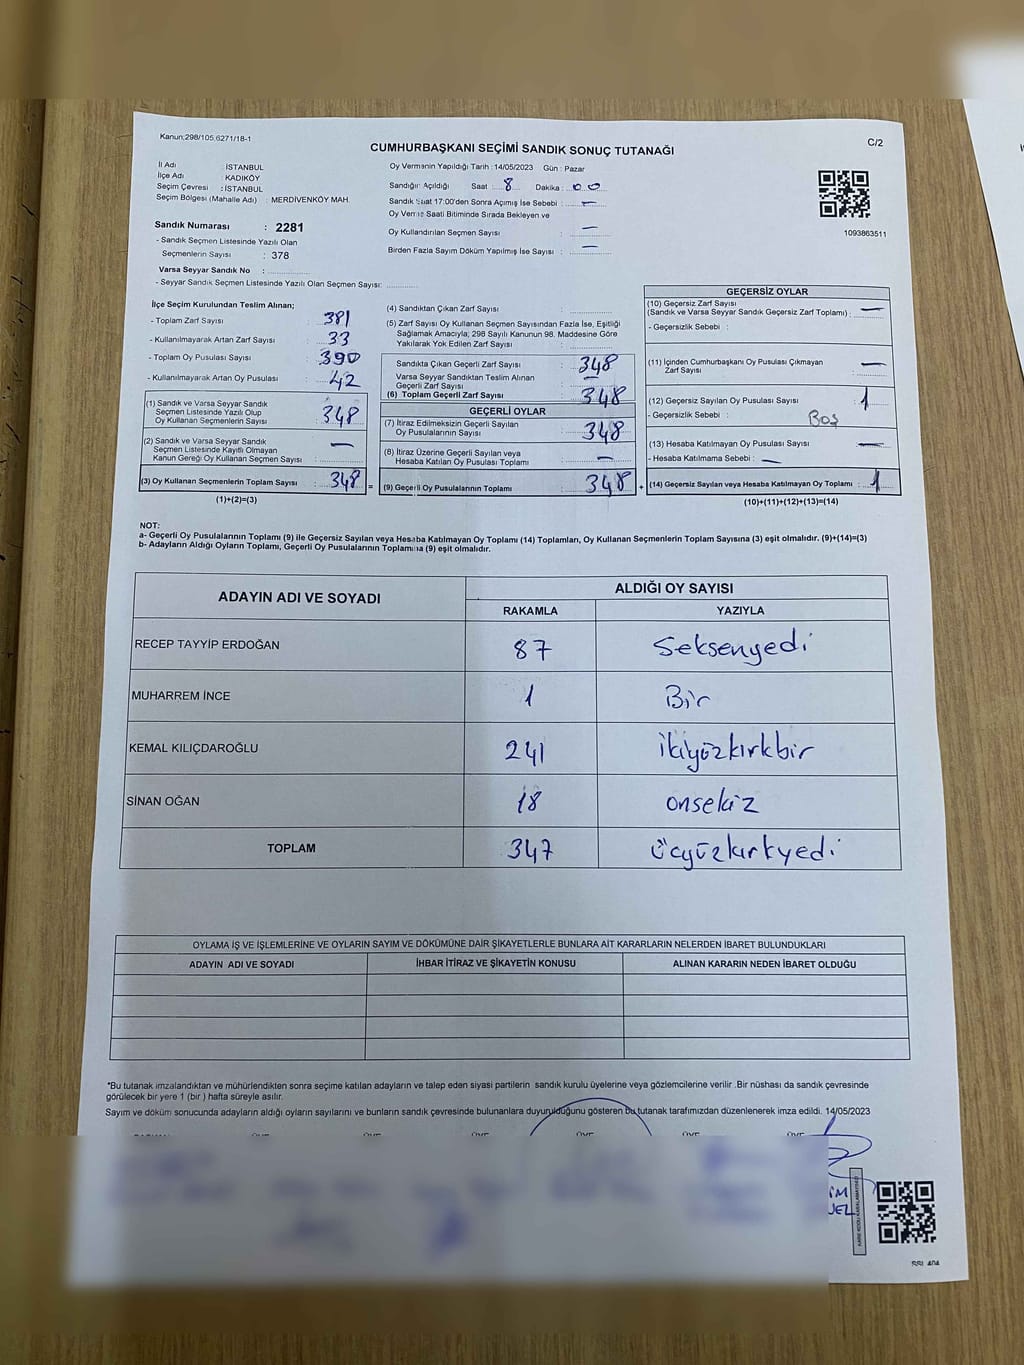 Kanun;298/105,6271/18-1
CUMHURBAŞKANI SEÇİMİ SANDIK SONUÇ TUTANAĞI
C/2
İl Adı : İSTANBUL
İlçe Adı : KADIKÖY
Seçim Çevresi : İSTANBUL
Seçim Bölgesi (Mahalle Adı) : MERDİVENKÖY MAH.
Oy Vermenin Yapıldığı Tarih : 14/05/2023 Gün : Pazar
Sandığın Açıldığı Saat : 8 Dakika : 00
Sandık Saat 17:00'den Sonra Açımış İse Sebebi : —
Oy Verme Saati Bitiminde Sırada Bekleyen ve
Oy Kullandırılan Seçmen Sayısı : —
Birden Fazla Sayım Döküm Yapılmış İse Sayısı : —
1093863511
Sandık Numarası : 2281
- Sandık Seçmen Listesinde Yazılı Olan
Seçmenlerin Sayısı : 378
Varsa Seyyar Sandık No :
- Seyyar Sandık Seçmen Listesinde Yazılı Olan Seçmen Sayısı:
İlçe Seçim Kurulundan Teslim Alınan;
- Toplam Zarf Sayısı : 381
- Kullanılmayarak Artan Zarf Sayısı : 33
- Toplam Oy Pusulası Sayısı : 390
- Kullanılmayarak Artan Oy Pusulası : 42
(1) Sandık ve Varsa Seyyar Sandık
Seçmen Listesinde Yazılı Olup
Oy Kullanan Seçmenlerin Sayısı : 348
(2) Sandık ve Varsa Seyyar Sandık
Seçmen Listesinde Kayıtlı Olmayan
Kanun Gereği Oy Kullanan Seçmen Sayısı : —
(3) Oy Kullanan Seçmenlerin Toplam Sayısı : 348 =
(1)+(2)=(3)
(4) Sandıktan Çıkan Zarf Sayısı :
(5) Zarf Sayısı Oy Kullanan Seçmen Sayısından Fazla İse, Eşitliği
Sağlamak Amacıyla, 298 Sayılı Kanunun 98. Maddesine Göre
Yakılarak Yok Edilen Zarf Sayısı :
Sandıkta Çıkan Geçerli Zarf Sayısı : 348
Varsa Seyyar Sandıktan Teslim Alınan
Geçerli Zarf Sayısı : —
(6) Toplam Geçerli Zarf Sayısı : 348
GEÇERLİ OYLAR
(7) İtiraz Edilmeksizin Geçerli Sayılan
Oy Pusulalarının Sayısı : 348
(8) İtiraz Üzerine Geçerli Sayılan veya
Hesaba Katılan Oy Pusulası Toplamı : —
(9) Geçerli Oy Pusulalarının Toplamı : 348 +
GEÇERSİZ OYLAR
(10) Geçersiz Zarf Sayısı
(Sandık ve Varsa Seyyar Sandık Geçersiz Zarf Toplamı) : —
- Geçersizlik Sebebi :
(11) İçinden Cumhurbaşkanı Oy Pusulası Çıkmayan
Zarf Sayısı : —
(12) Geçersiz Sayılan Oy Pusulası Sayısı : 1
- Geçersizlik Sebebi : Boş
(13) Hesaba Katılmayan Oy Pusulası Sayısı : —
- Hesaba Katılmama Sebebi : —
(14) Geçersiz Sayılan veya Hesaba Katılmayan Oy Toplamı : 1
(10)+(11)+(12)+(13)=(14)
NOT:
a- Geçerli Oy Pusulalarının Toplamı (9) ile Geçersiz Sayılan veya Hesaba Katılmayan Oy Toplamı (14) Toplamları, Oy Kullanan Seçmenlerin Toplam Sayısına (3) eşit olmalıdır. (9)+(14)=(3)
b- Adayların Aldığı Oyların Toplamı, Geçerli Oy Pusulalarının Toplamına (9) eşit olmalıdır.
ADAYIN ADI VE SOYADI
ALDIĞI OY SAYISI
RAKAMLA YAZIYLA
RECEP TAYYİP ERDOĞAN 87 Seksenyedi
MUHARREM İNCE 1 Bir
KEMAL KILIÇDAROĞLU 241 ikiyüzkırkbir
SİNAN OĞAN 18 onsekiz
TOPLAM 347 üçyüzkırkyedi
OYLAMA İŞ VE İŞLEMLERİNE VE OYLARIN SAYIM VE DÖKÜMÜNE DAİR ŞİKAYETLERLE BUNLARA AİT KARARLARIN NELERDEN İBARET BULUNDUKLARI
ADAYIN ADI VE SOYADI İHBAR İTİRAZ VE ŞİKAYETİN KONUSU ALINAN KARARIN NEDEN İBARET OLDUĞU
*Bu tutanak imzalandıktan ve mühürlendikten sonra seçime katılan adayların ve talep eden siyasi partilerin sandık kurulu üyelerine veya gözlemcilerine verilir .Bir nüshası da sandık çevresinde
görülecek bir yere 1 (bir ) hafta süreyle asılır.
Sayım ve döküm sonucunda adayların aldığı oyların sayılarını ve bunların sandık çevresinde bulunanlara duyurulduğunu gösteren bu tutanak tarafımızdan düzenlenerek imza edildi. 14/05/2023
KARE KODU KARALAMAYINIZ!